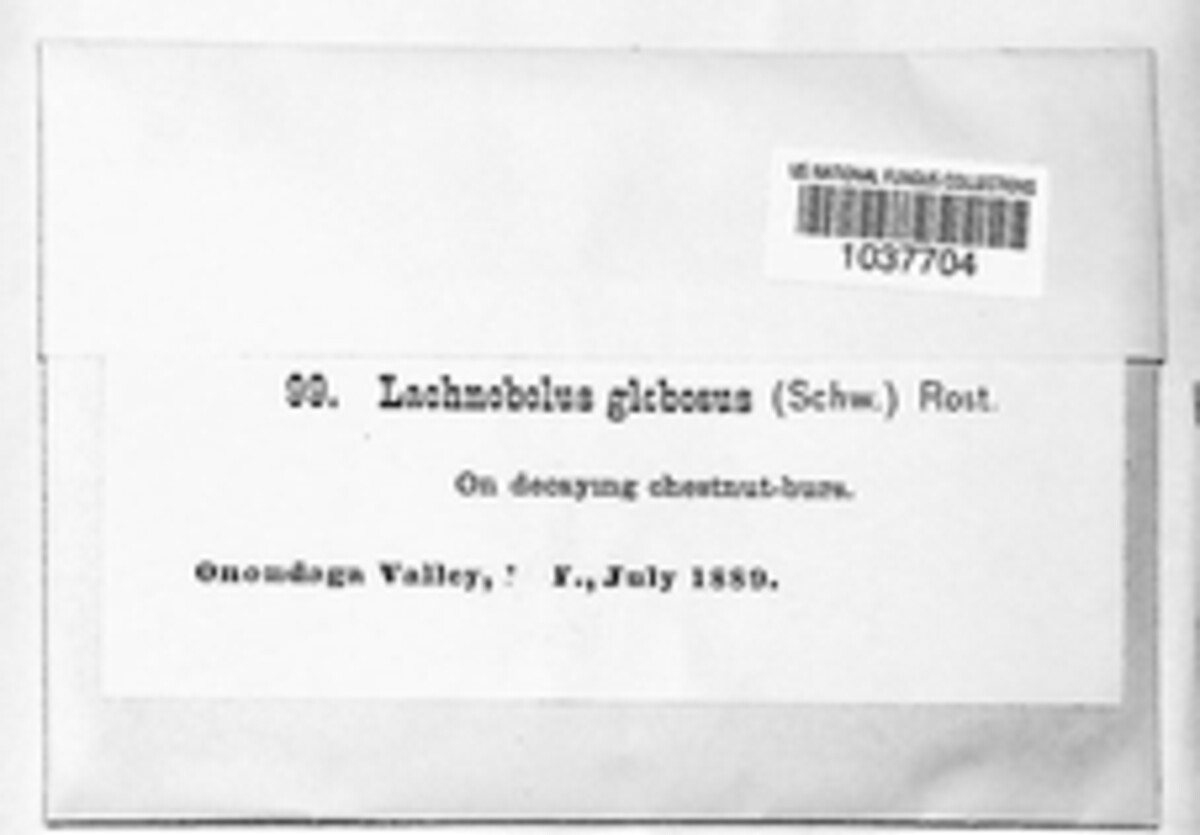 US NATIONAL FUNGUS COLLECTIONS
1037704
99. Lachnobolus globosus (Schw.) Rost.
On decaying chestnut-burs.
Onondaga Valley, Y., July 1889.